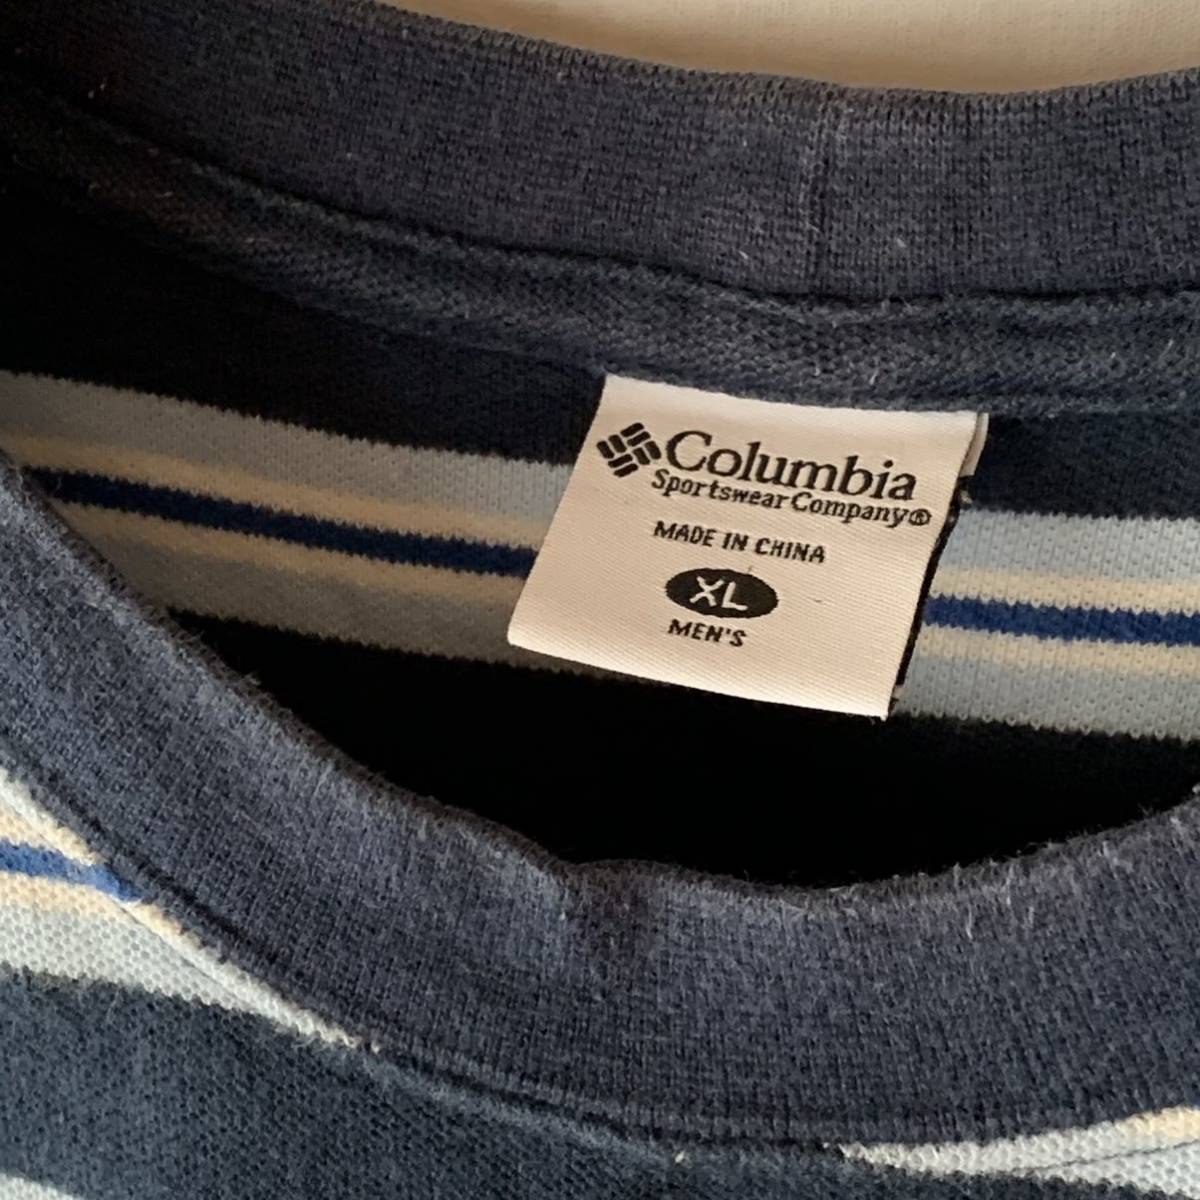 Columbia
Sportswear Company®
MADE IN CHINA
XL
MEN'S